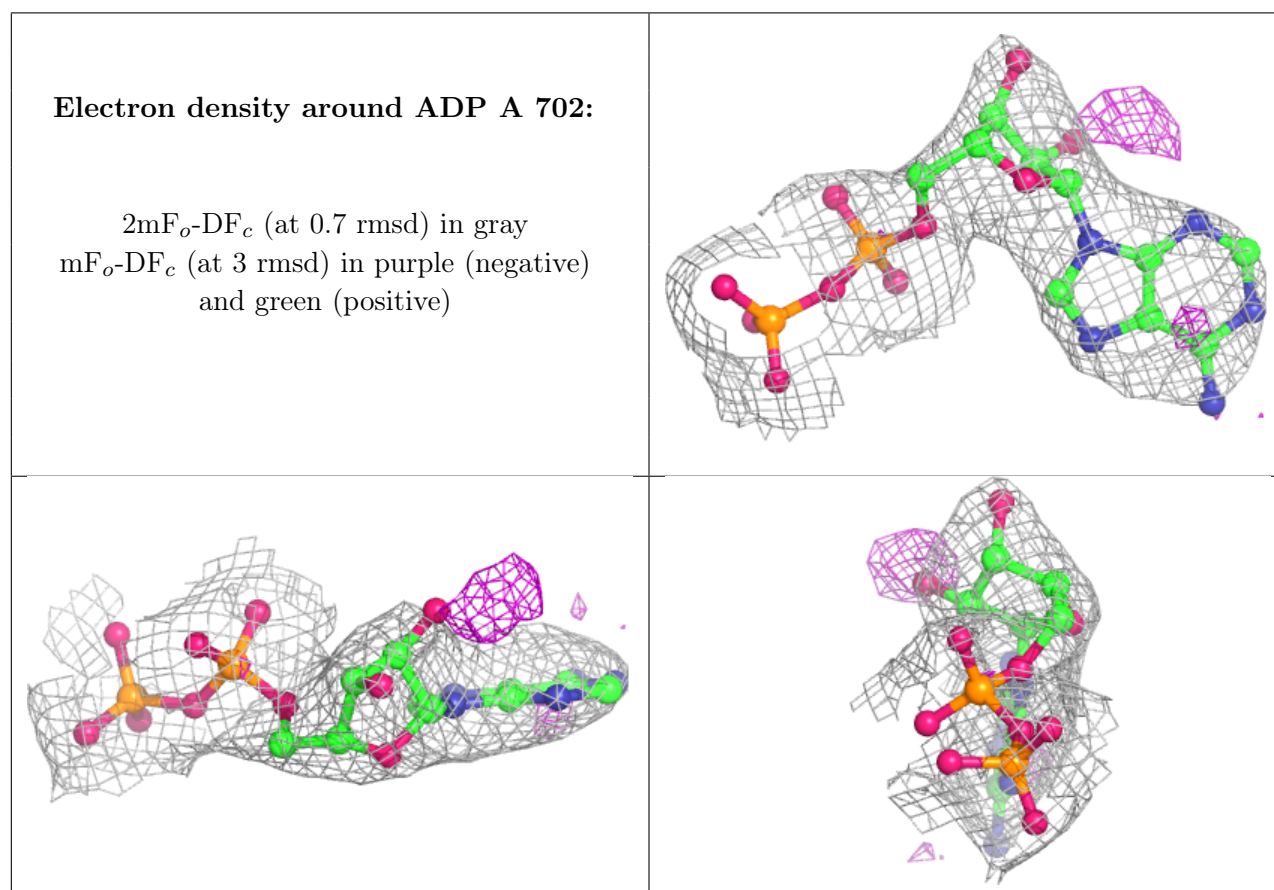 Electron density around ADP A 702:
2mFo-DFc (at 0.7 rmsd) in gray
mFo-DFc (at 3 rmsd) in purple (negative)
and green (positive)